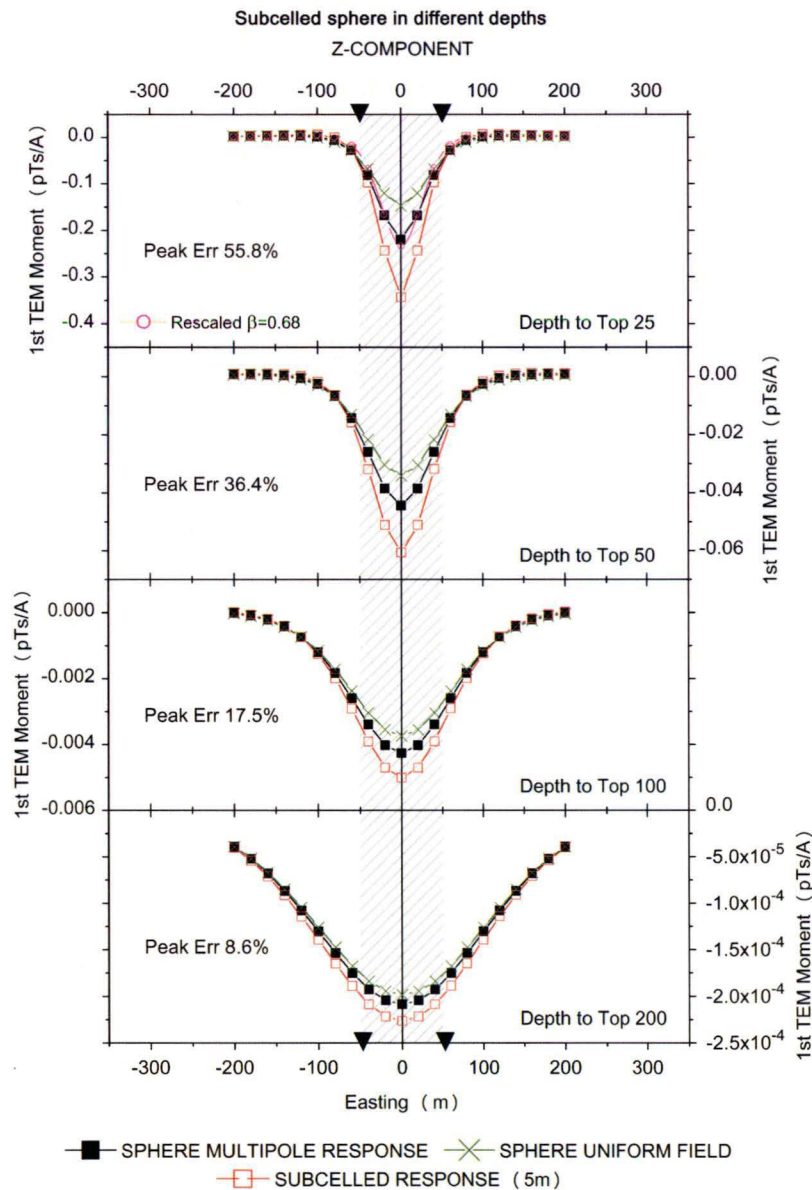 Subcelled sphere in different depths
Z-COMPONENT
-300 -200 -100 0 100 200 300
0.0
-0.1
-0.2
-0.3
-0.4
1st TEM Moment ( pTs/A)
Peak Err 55.8%
Rescaled β=0.68
Depth to Top 25
0.00
-0.02
-0.04
-0.06
1st TEM Moment ( pTs/A)
Peak Err 36.4%
Depth to Top 50
0.000
-0.002
-0.004
-0.006
1st TEM Moment ( pTs/A)
Peak Err 17.5%
Depth to Top 100
0.0
-5.0x10-5
-1.0x10-4
-1.5x10-4
-2.0x10-4
-2.5x10-4
1st TEM Moment ( pTs/A)
Peak Err 8.6%
Depth to Top 200
-300 -200 -100 0 100 200 300
Easting ( m)
SPHERE MULTIPOLE RESPONSE SPHERE UNIFORM FIELD
SUBCELLED RESPONSE ( 5m)